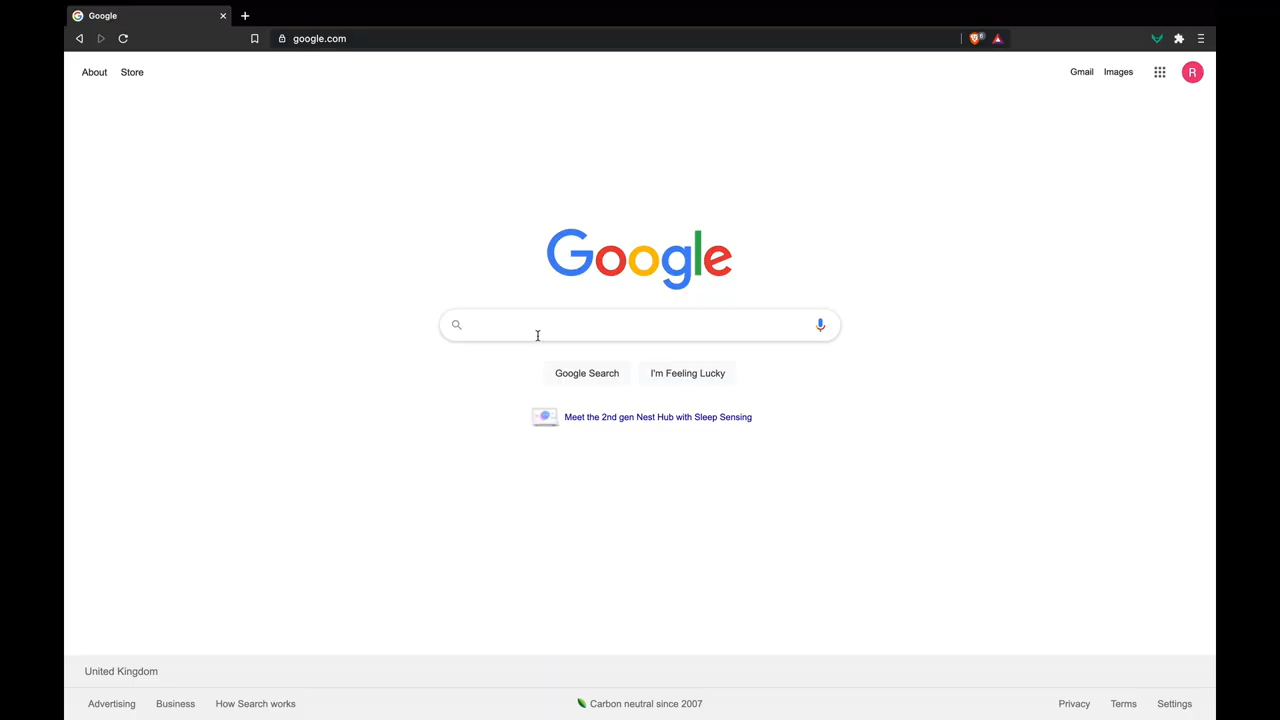 Google
google.com
6
About Store
Gmail Images
R
Google
Google Search I'm Feeling Lucky
Meet the 2nd gen Nest Hub with Sleep Sensing
United Kingdom
Advertising Business How Search works
Carbon neutral since 2007
Privacy Terms Settings